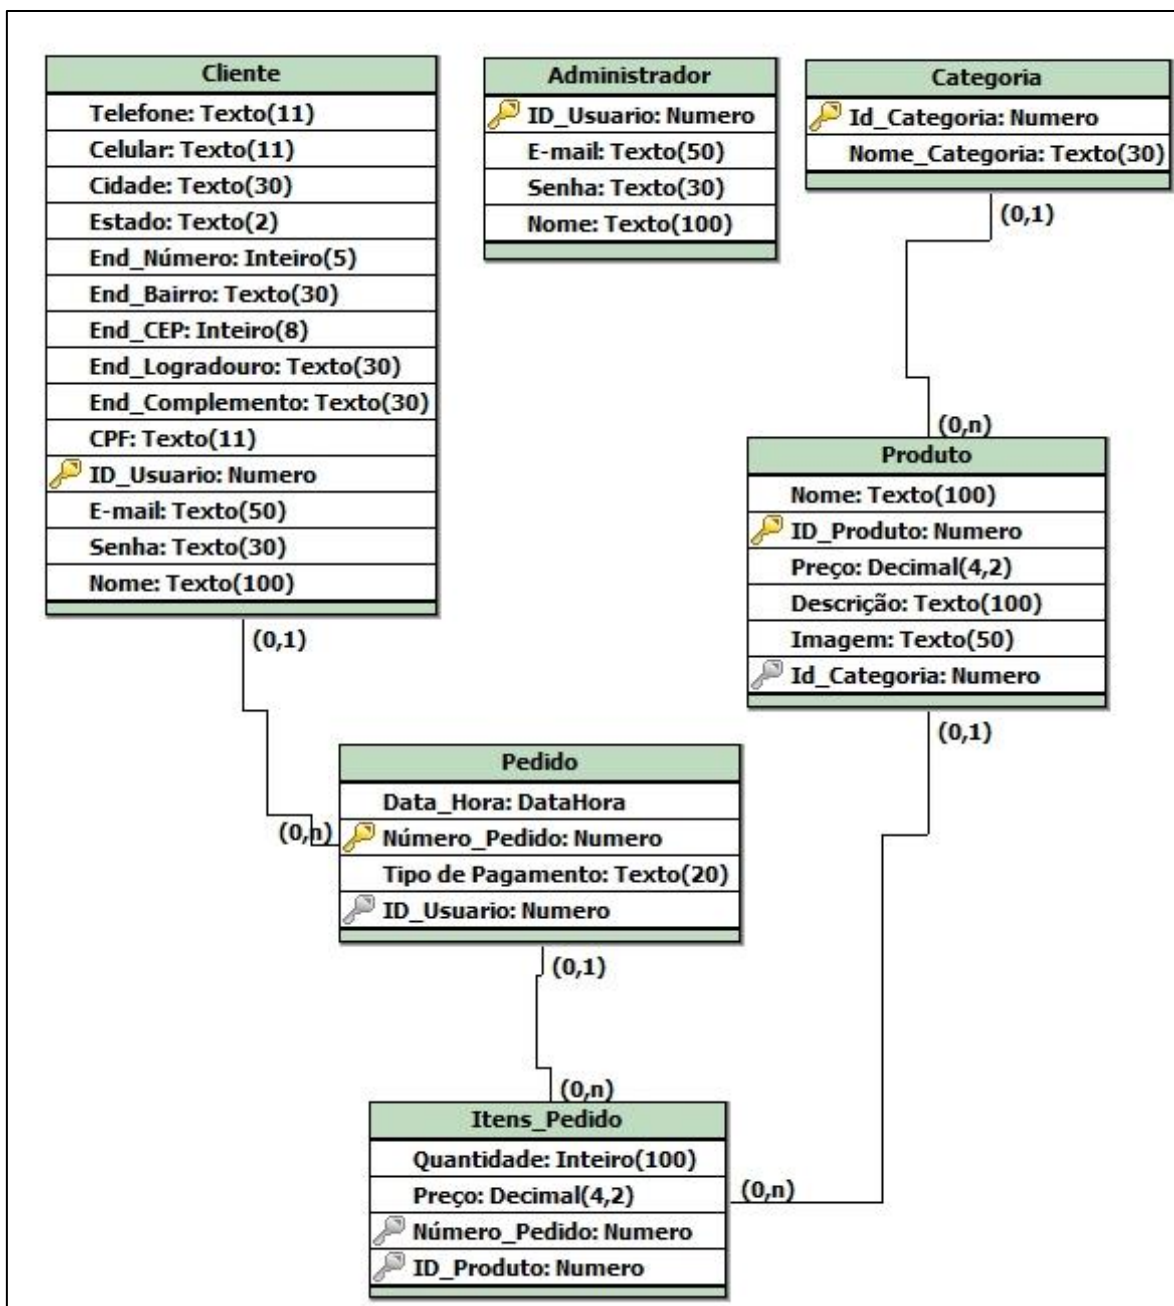 Cliente
Telefone: Texto(11)
Celular: Texto(11)
Cidade: Texto(30)
Estado: Texto(2)
End_Número: Inteiro(5)
End_Bairro: Texto(30)
End_CEP: Inteiro(8)
End_Logradouro: Texto(30)
End_Complemento: Texto(30)
CPF: Texto(11)
ID_Usuario: Numero
E-mail: Texto(50)
Senha: Texto(30)
Nome: Texto(100)
(0,1)
Administrador
ID_Usuario: Numero
E-mail: Texto(50)
Senha: Texto(30)
Nome: Texto(100)
Categoria
Id_Categoria: Numero
Nome_Categoria: Texto(30)
(0,1)
(0,n)
Produto
Nome: Texto(100)
ID_Produto: Numero
Preço: Decimal(4,2)
Descrição: Texto(100)
Imagem: Texto(50)
Id_Categoria: Numero
(0,1)
Pedido
Data_Hora: DataHora
(0,n)
Número_Pedido: Numero
Tipo de Pagamento: Texto(20)
ID_Usuario: Numero
(0,1)
(0,n)
Itens_Pedido
Quantidade: Inteiro(100)
Preço: Decimal(4,2)
(0,n)
Número_Pedido: Numero
ID_Produto: Numero